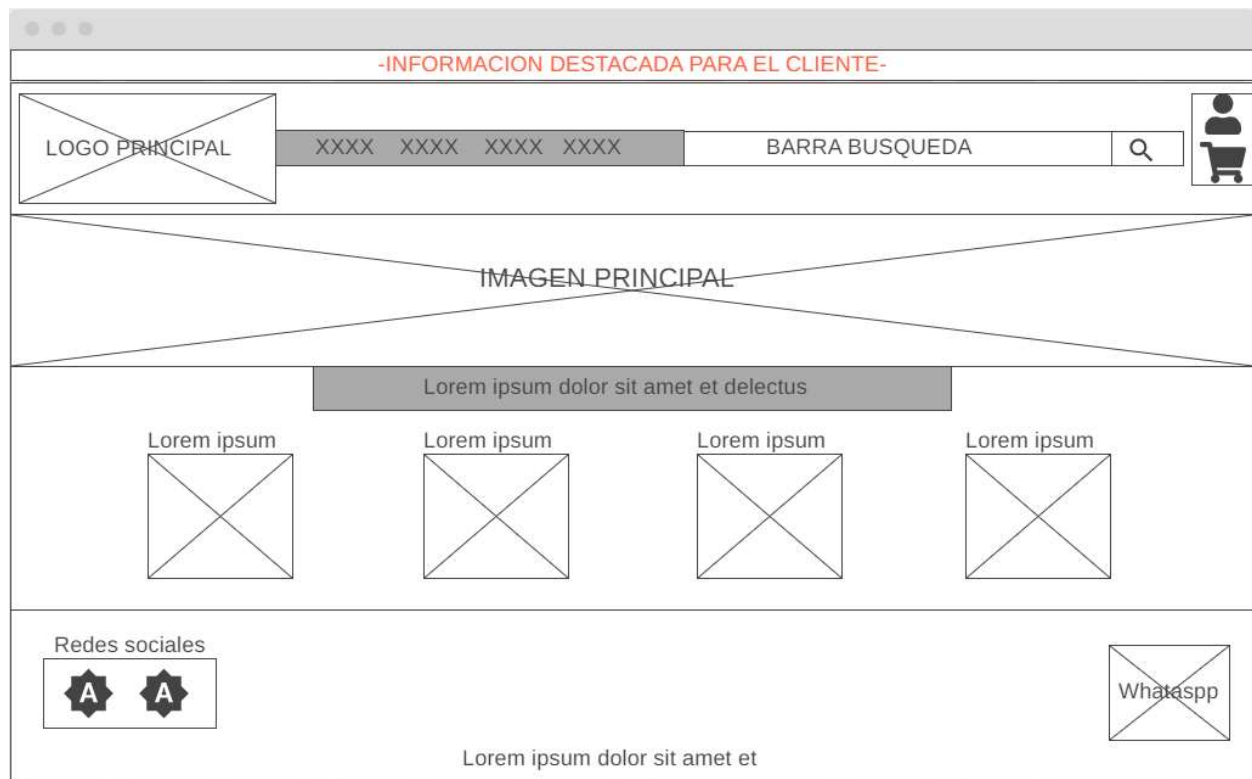 -INFORMACION DESTACADA PARA EL CLIENTE-
LOGO PRINCIPAL
XXXX XXXX XXXX XXXX
BARRA BUSQUEDA
IMAGEN PRINCIPAL
Lorem ipsum dolor sit amet et delectus
Lorem ipsum
Lorem ipsum
Lorem ipsum
Lorem ipsum
Redes sociales
A A
Whataspp
Lorem ipsum dolor sit amet et